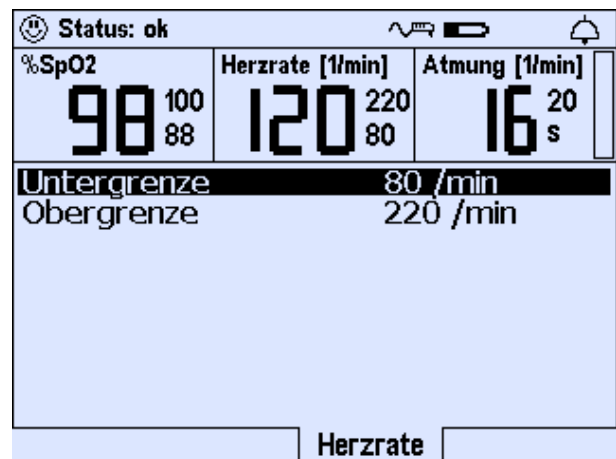 Status: ok
%SpO2
98 100 88
Herzrate [1/min]
120 220 80
Atmung [1/min]
16 20 s
Untergrenze 80 /min
Obergrenze 220 /min
Herzrate